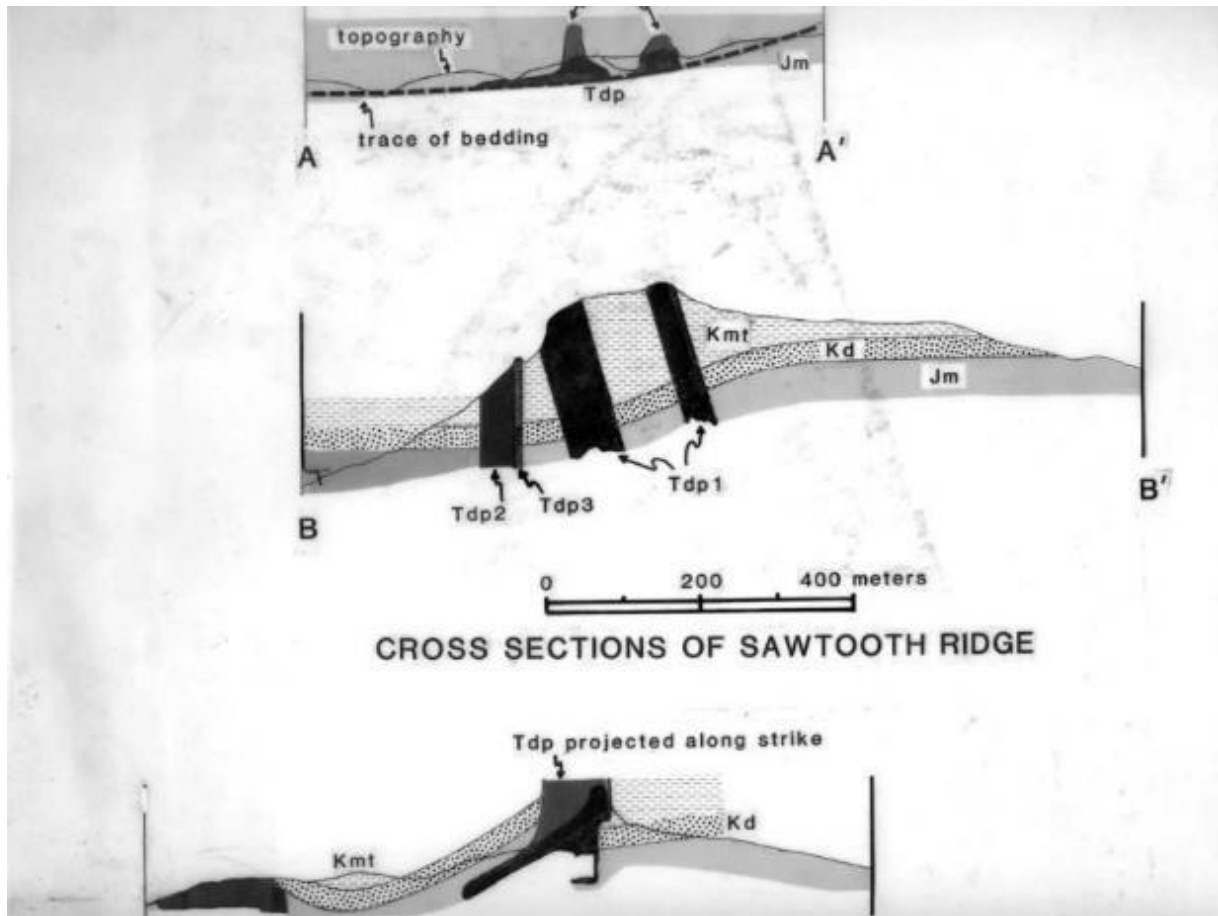 topography
Jm
Tdp
trace of bedding
A
A'
Kmt
Kd
Jm
Tdp1
Tdp2
Tdp3
B
B'
0 200 400 meters
CROSS SECTIONS OF SAWTOOTH RIDGE
Tdp projected along strike
Kd
Kmt